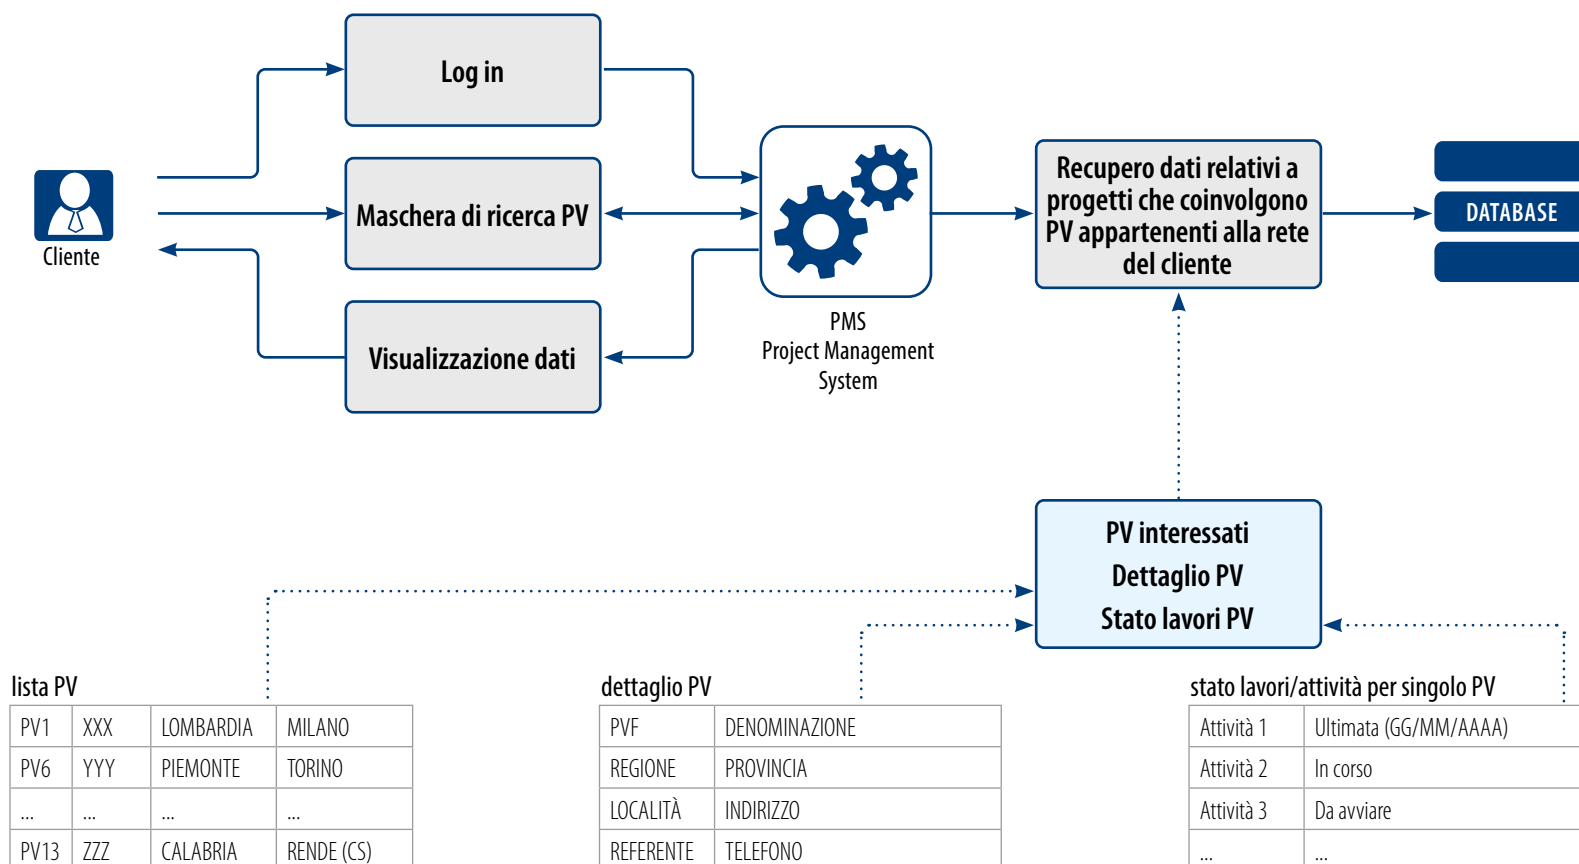 Log in
Maschera di ricerca PV
Visualizzazione dati
Cliente
PMS
Project Management
System
Recupero dati relativi a
progetti che coinvolgono
PV appartenenti alla rete
del cliente
DATABASE
PV interessati
Dettaglio PV
Stato lavori PV
lista PV
PV1 XXX LOMBARDIA MILANO
PV6 YYY PIEMONTE TORINO
... ... ... ...
PV13 ZZZ CALABRIA RENDE (CS)
dettaglio PV
PVF DENOMINAZIONE
REGIONE PROVINCIA
LOCALITÀ INDIRIZZO
REFERENTE TELEFONO
stato lavori/attività per singolo PV
Attività 1 Ultimata (GG/MM/AAAA)
Attività 2 In corso
Attività 3 Da avviare
... ...